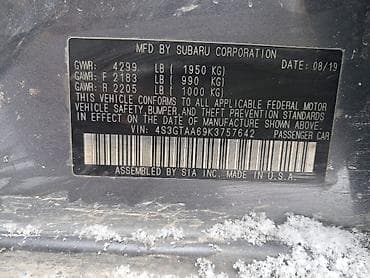 MFD BY SUBARU CORPORATION
GVWR: 4299 LB ( 1950 KG) DATE: 08/19
GAWR: F 2183 LB ( 990 KG)
GAWR: R 2205 LB ( 1000 KG)
THIS VEHICLE CONFORMS TO ALL APPLICABLE FEDERAL MOTOR
VEHICLE SAFETY, BUMPER, AND THEFT PREVENTION STANDARDS
IN EFFECT ON THE DATE OF MANUFACTURE SHOWN ABOVE.
VIN: 4S3GTAA69K3757642 PASSENGER CAR
ASSEMBLED BY SIA INC. MADE IN U.S.A.